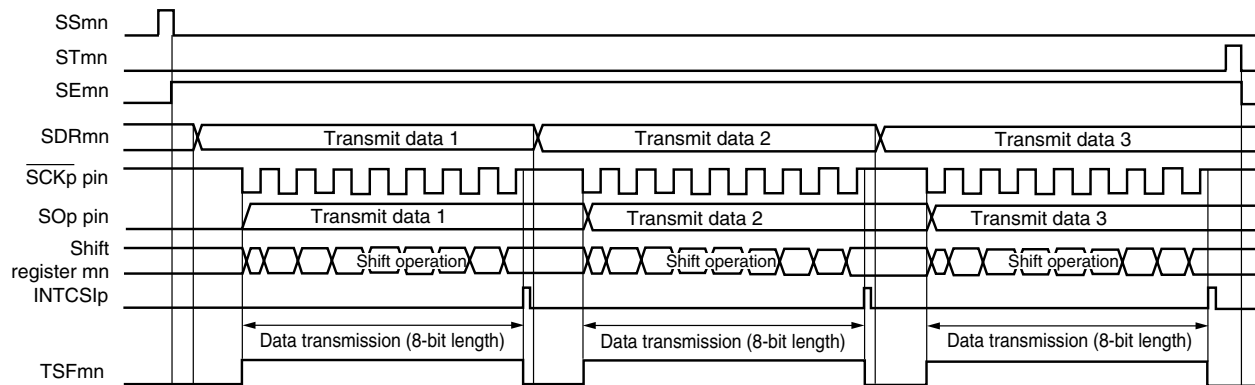 SSmn
STmn
SEmn
SDRmn Transmit data 1 Transmit data 2 Transmit data 3
SCKp pin
SOp pin Transmit data 1 Transmit data 2 Transmit data 3
Shift
register mn Shift operation Shift operation Shift operation
INTCSIp
Data transmission (8-bit length) Data transmission (8-bit length) Data transmission (8-bit length)
TSFmn